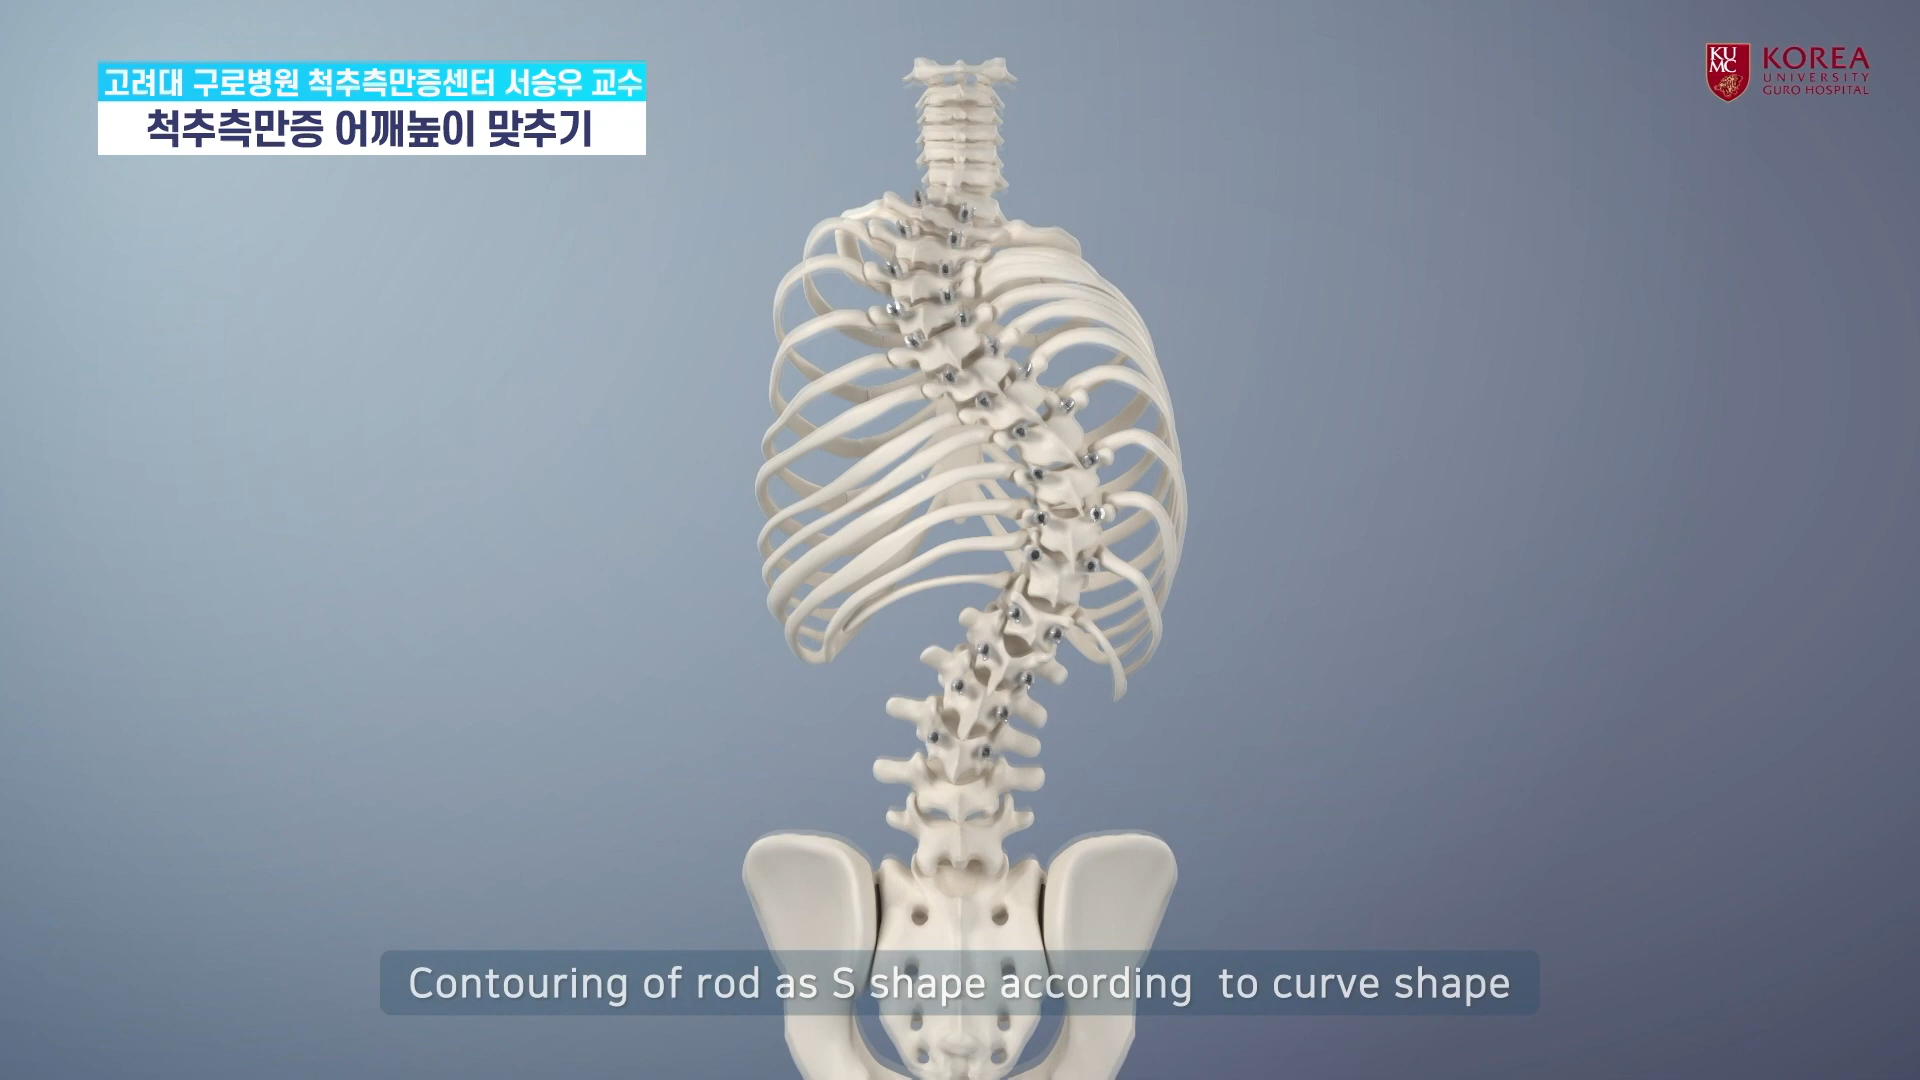 고려대 구로병원 척추측만증센터 서승우 교수
척추측만증 어깨높이 맞추기
KU
MC
KOREA
UNIVERSITY
GURO HOSPITAL
Contouring of rod as S shape according  to curve shape